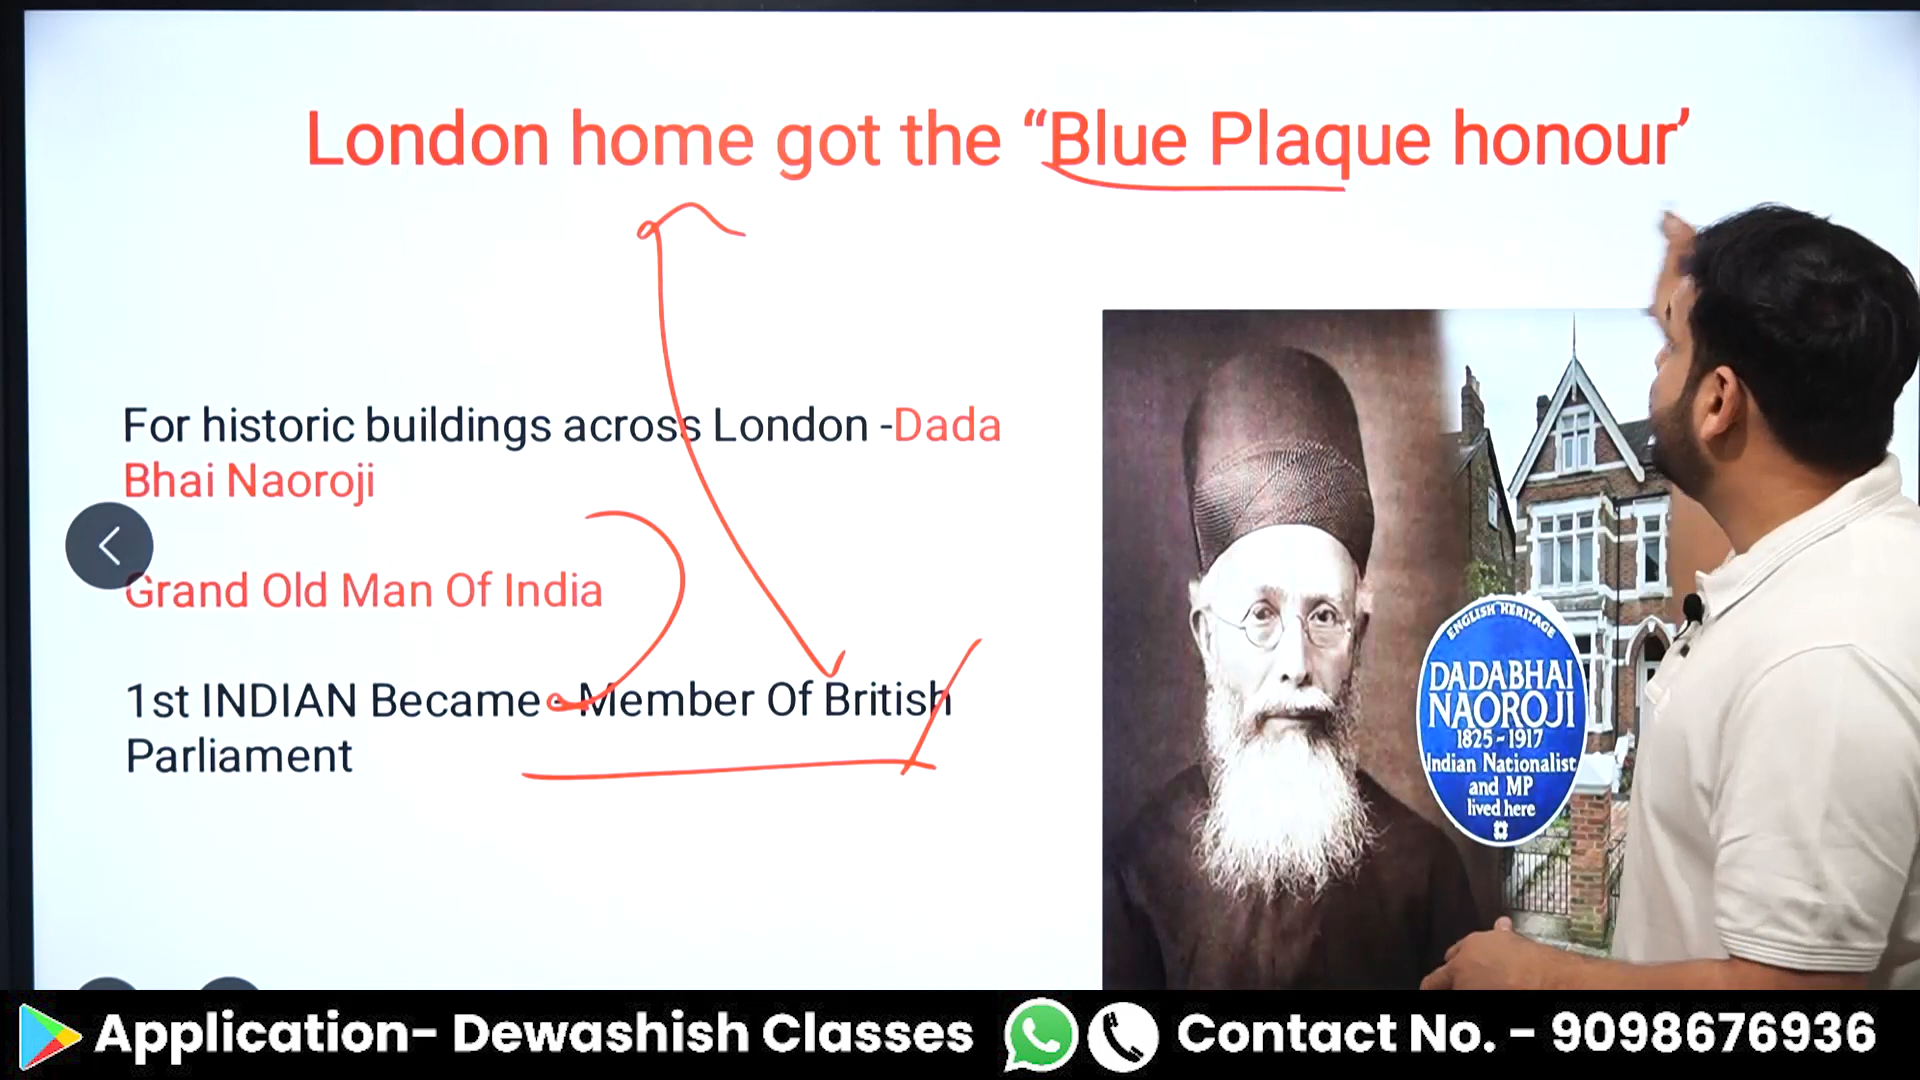 London home got the “Blue Plaque honour’
For historic buildings across London -Dada
Bhai Naoroji
Grand Old Man Of India
1st INDIAN Became - Member Of British
Parliament
ENGLISH HERITAGE
DADABHAI
NAOROJI
1825-1917
Indian Nationalist
and MP
lived here
Application- Dewashish Classes
Contact No. - 9098676936